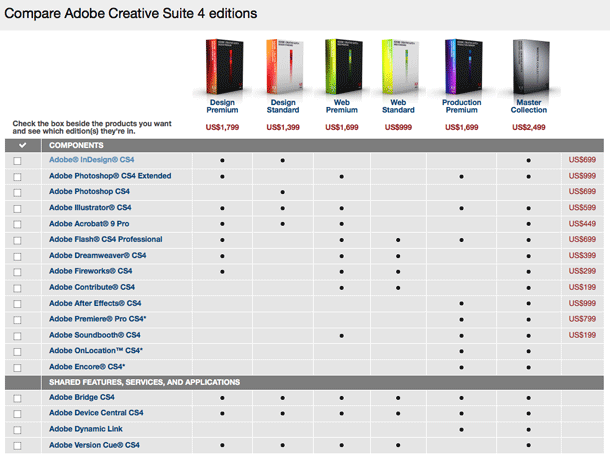 Compare Adobe Creative Suite 4 editions
Design Premium
Design Standard
Web Premium
Web Standard
Production Premium
Master Collection
Check the box beside the products you want and see which edition(s) they're in.
US$1,799
US$1,399
US$1,699
US$999
US$1,699
US$2,499
COMPONENTS
Adobe® InDesign® CS4 US$699
Adobe Photoshop® CS4 Extended US$999
Adobe Photoshop CS4 US$699
Adobe Illustrator® CS4 US$599
Adobe Acrobat® 9 Pro US$449
Adobe Flash® CS4 Professional US$699
Adobe Dreamweaver® CS4 US$399
Adobe Fireworks® CS4 US$299
Adobe Contribute® CS4 US$199
Adobe After Effects® CS4 US$999
Adobe Premiere® Pro CS4* US$799
Adobe Soundbooth® CS4 US$199
Adobe OnLocation™ CS4*
Adobe Encore® CS4*
SHARED FEATURES, SERVICES, AND APPLICATIONS
Adobe Bridge CS4
Adobe Device Central CS4
Adobe Dynamic Link
Adobe Version Cue® CS4